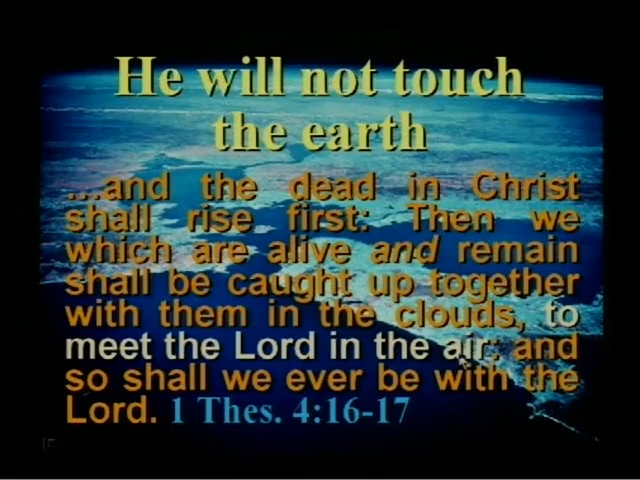 He will not touch
the earth
...and the dead in Christ
shall rise first: Then we
which are alive and remain
shall be caught up together
with them in the clouds, to
meet the Lord in the air: and
so shall we ever be with the
Lord. 1 Thes. 4:16-17